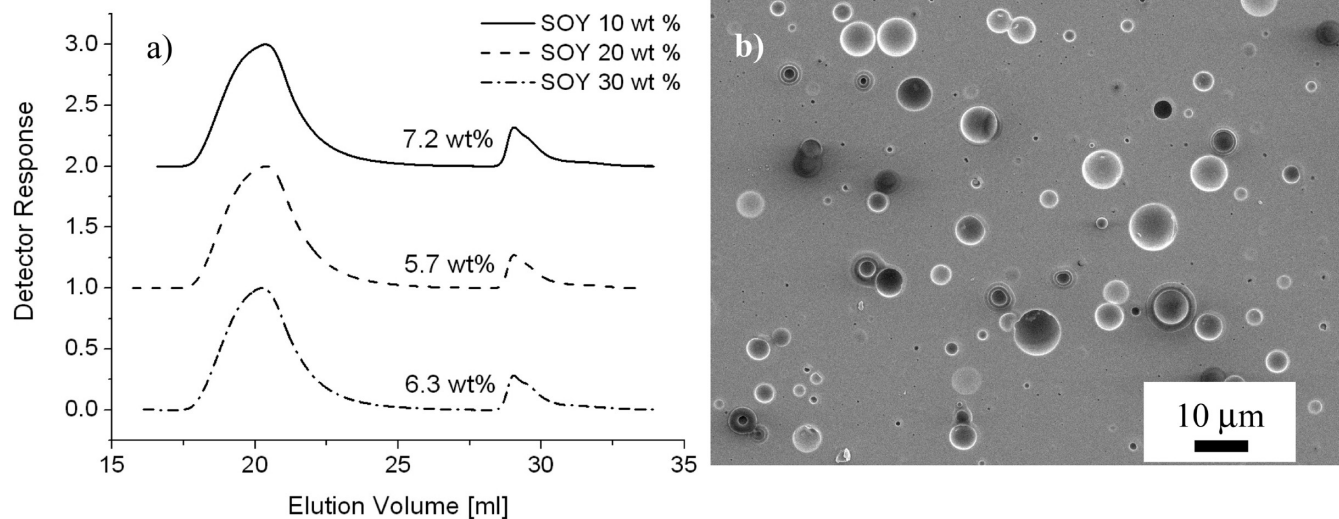 a)
SOY 10 wt %
SOY 20 wt %
SOY 30 wt %
3.0
2.5
2.0
1.5
1.0
0.5
0.0
Detector Response
7.2 wt%
5.7 wt%
6.3 wt%
15
20
25
30
35
Elution Volume [ml]
b)
10 μm